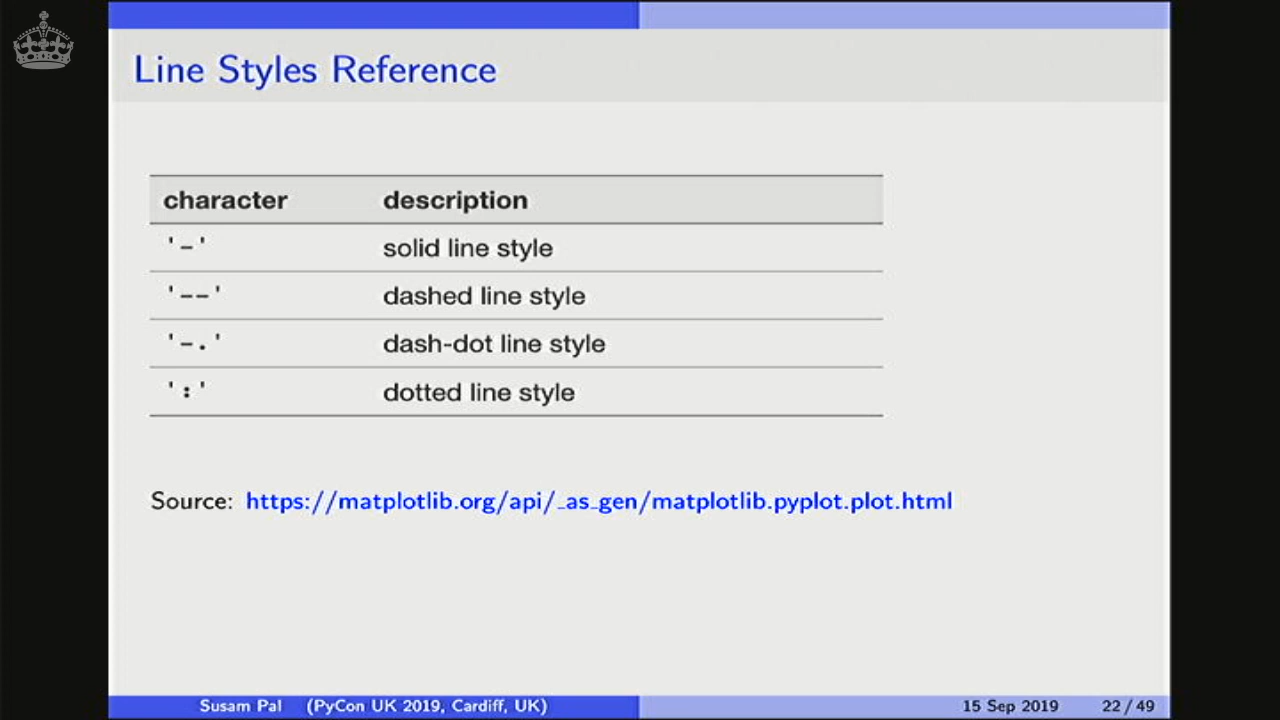 Line Styles Reference
character description
'-' solid line style
'--' dashed line style
'-.' dash-dot line style
':' dotted line style
Source: https://matplotlib.org/api/_as_gen/matplotlib.pyplot.plot.html
Susam Pal (PyCon UK 2019, Cardiff, UK) 15 Sep 2019 22 / 49